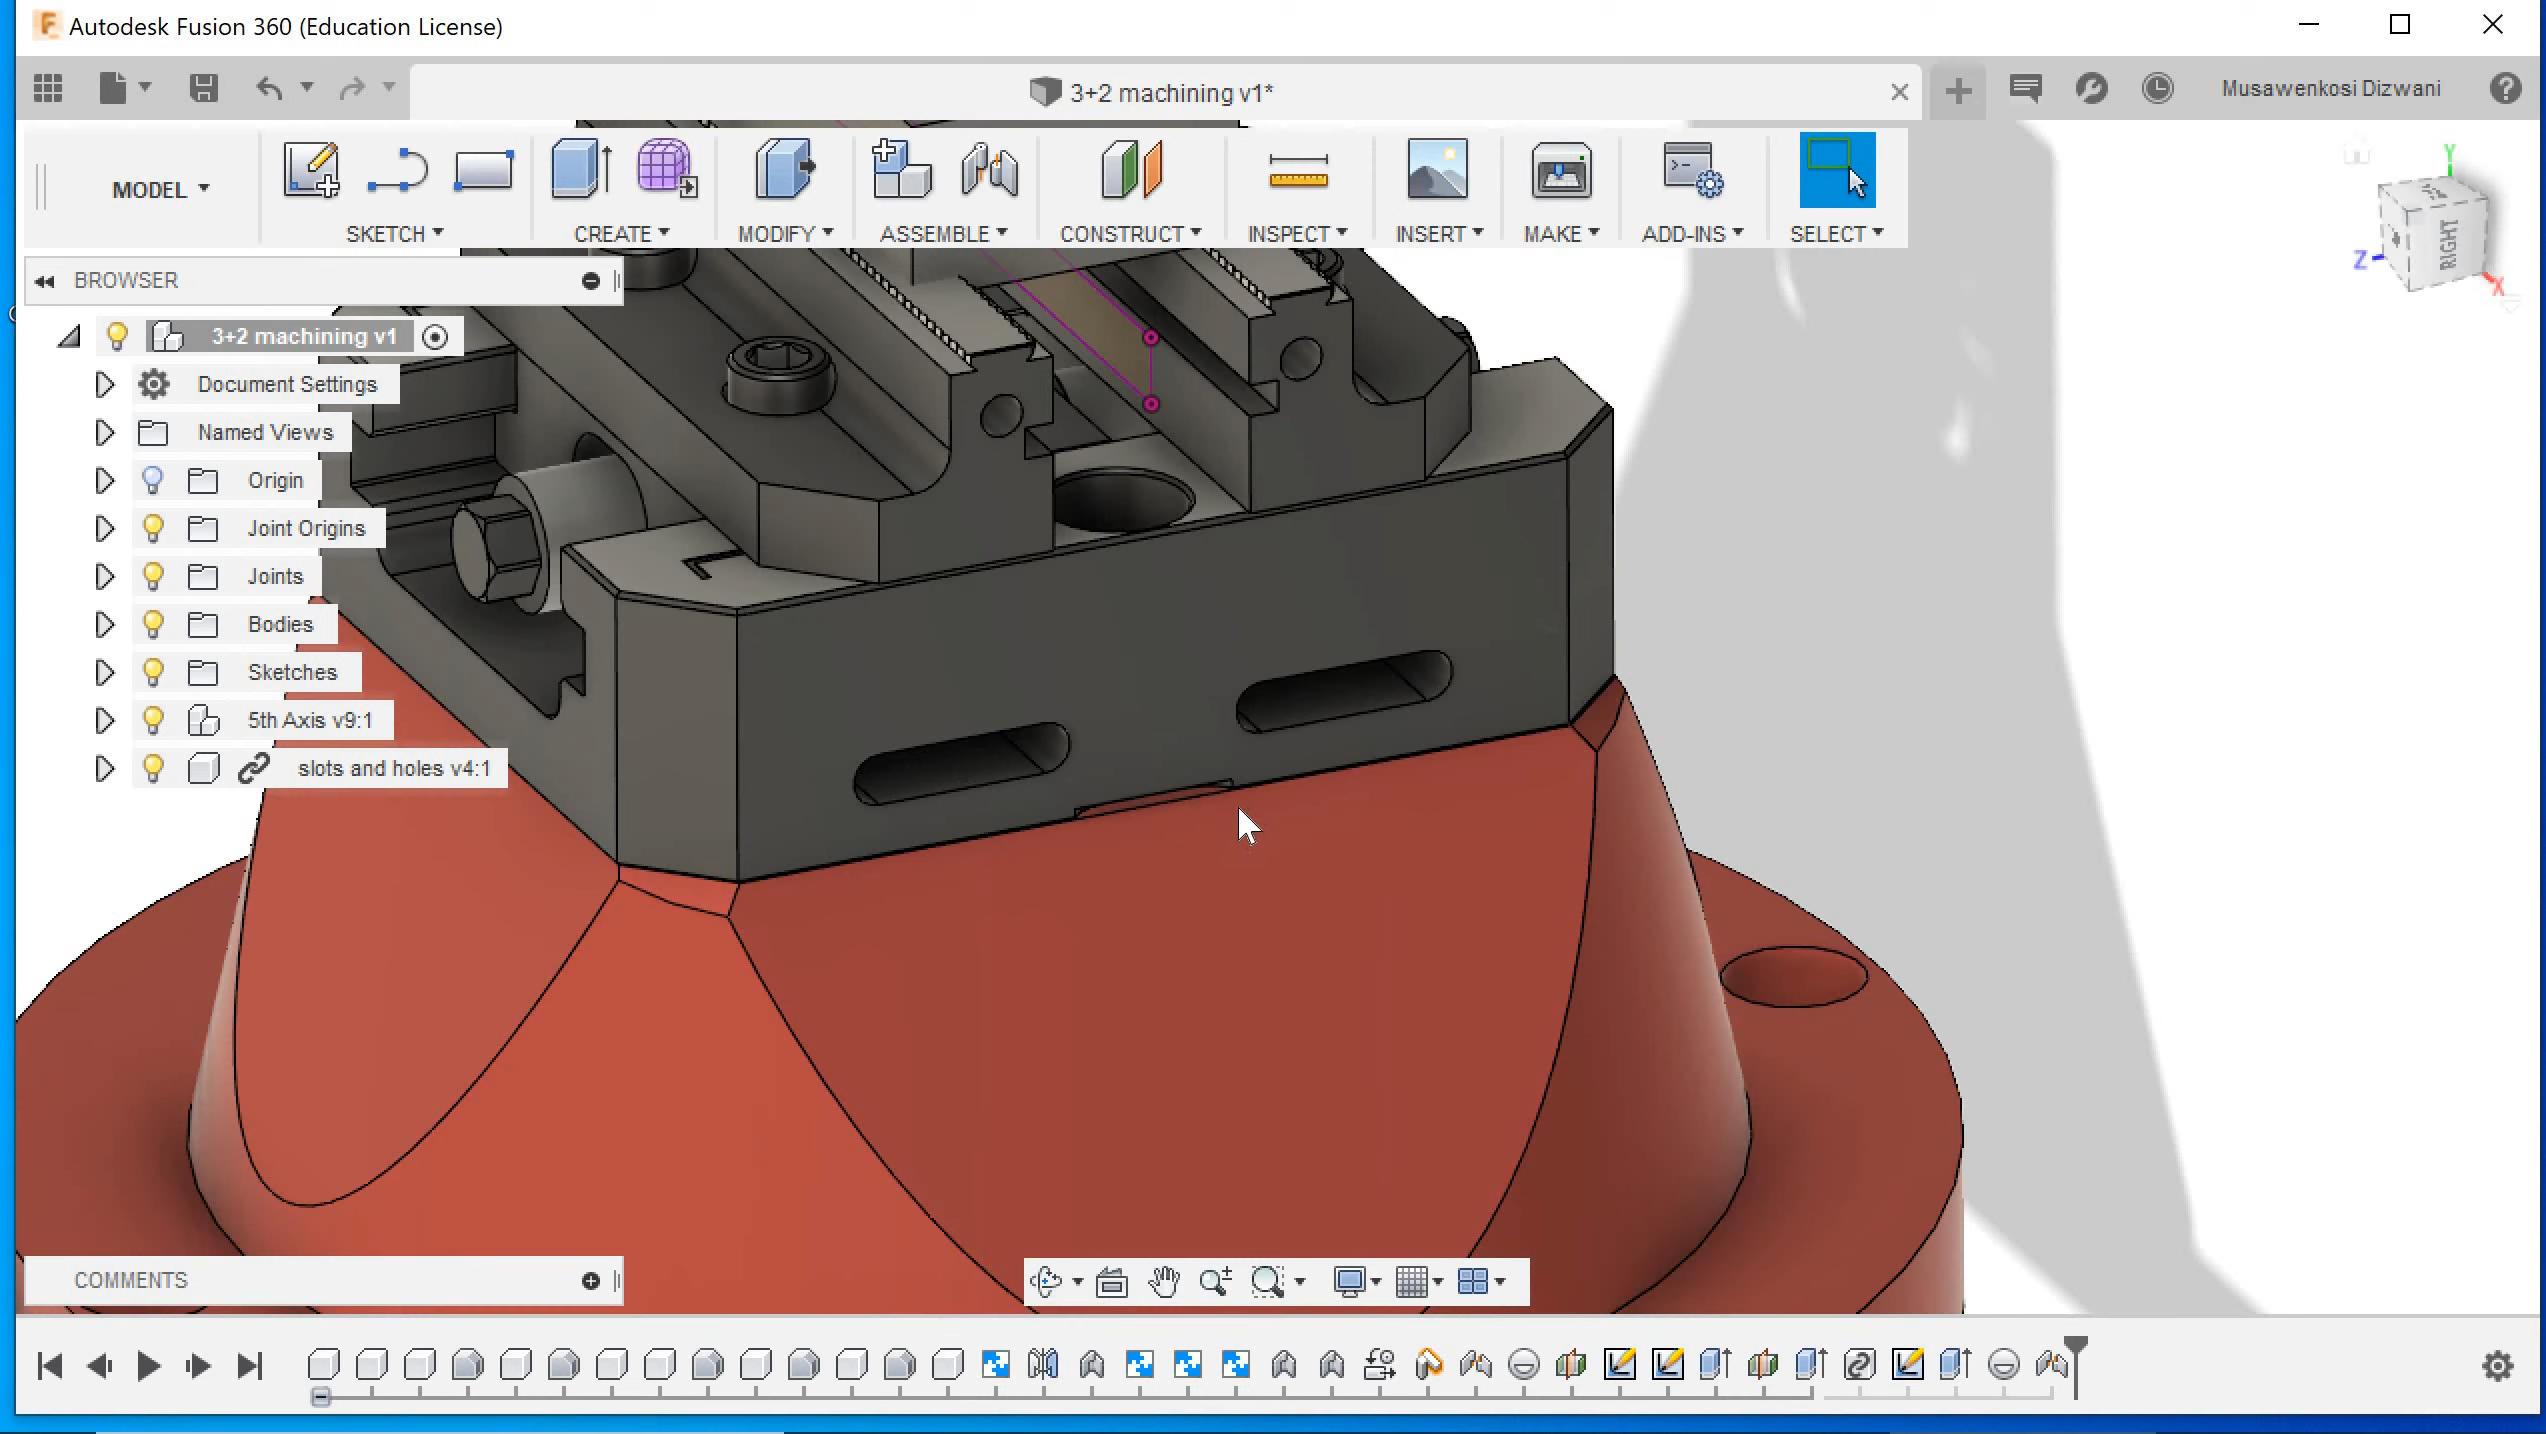 Autodesk Fusion 360 (Education License)
3+2 machining v1*
Musawenkosi Dizwani
MODEL
SKETCH
CREATE
MODIFY
ASSEMBLE
CONSTRUCT
INSPECT
INSERT
MAKE
ADD-INS
SELECT
Y
Z
X
RIGHT
BROWSER
3+2 machining v1
Document Settings
Named Views
Origin
Joint Origins
Joints
Bodies
Sketches
5th Axis v9:1
slots and holes v4:1
COMMENTS